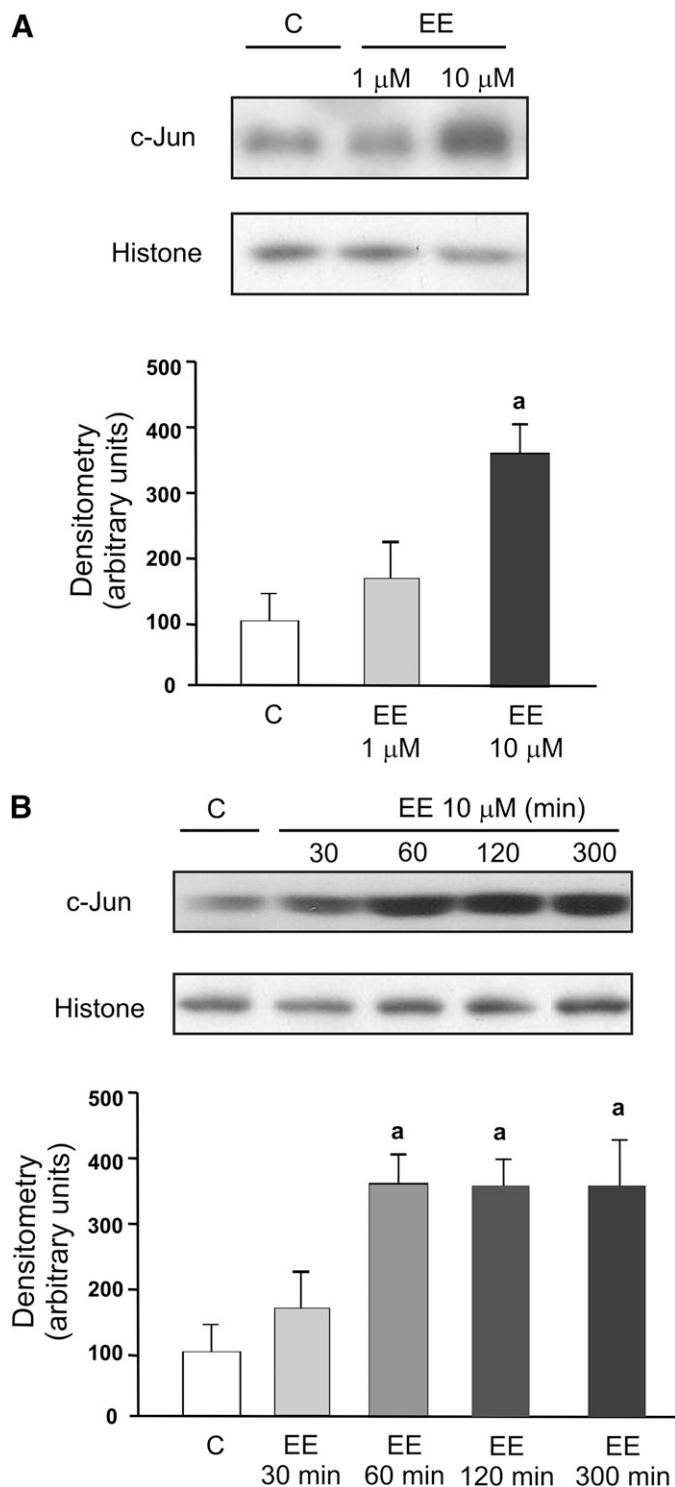 A
C EE
1 μM 10 μM
c-Jun
Histone
Densitometry
(arbitrary units)
500
400
300
200
100
0
a
C EE EE
1 μM 10 μM
B
C EE 10 μM (min)
30 60 120 300
c-Jun
Histone
Densitometry
(arbitrary units)
500
400
300
200
100
0
a a a
C EE EE EE EE
30 min 60 min 120 min 300 min